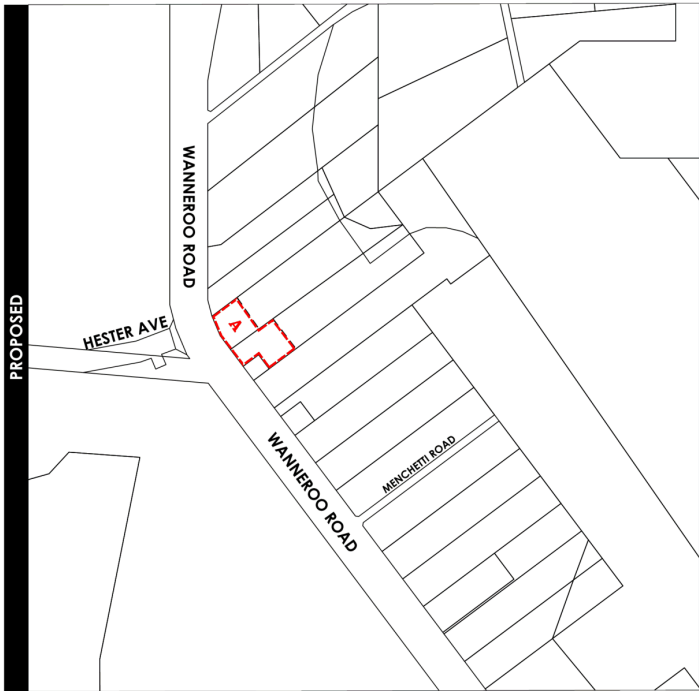 PROPOSED
WANNEROO ROAD
HESTER AVE
A
WANNEROO ROAD
MENCHETTI ROAD